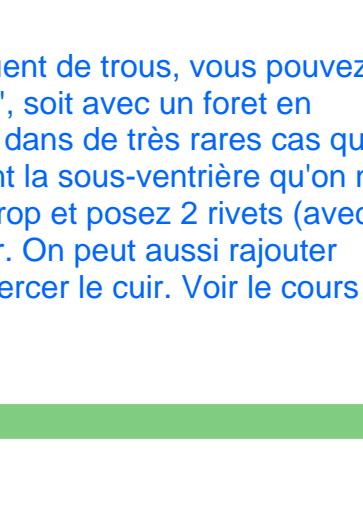 ent de trous, vous pouvez
', soit avec un foret en
dans de très rares cas qu
nt la sous-ventrière qu'on n
rop et posez 2 rivets (avec
r. On peut aussi rajouter
ercer le cuir. Voir le cours